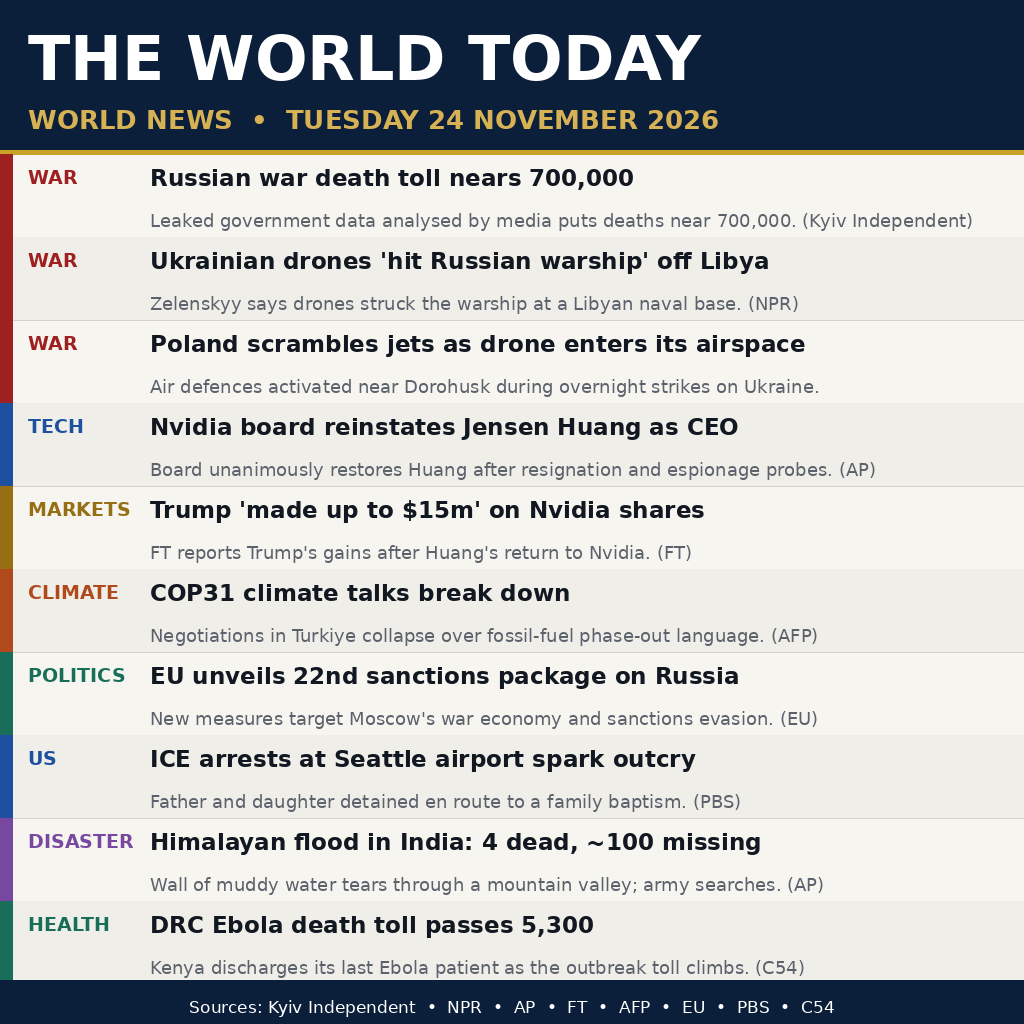 THE WORLD TODAY
WORLD NEWS • TUESDAY 24 NOVEMBER 2026
WAR
Russian war death toll nears 700,000
Leaked government data analysed by media puts deaths near 700,000. (Kyiv Independent)
WAR
Ukrainian drones 'hit Russian warship' off Libya
Zelenskyy says drones struck the warship at a Libyan naval base. (NPR)
WAR
Poland scrambles jets as drone enters its airspace
Air defences activated near Dorohusk during overnight strikes on Ukraine.
TECH
Nvidia board reinstates Jensen Huang as CEO
Board unanimously restores Huang after resignation and espionage probes. (AP)
MARKETS
Trump 'made up to $15m' on Nvidia shares
FT reports Trump's gains after Huang's return to Nvidia. (FT)
CLIMATE
COP31 climate talks break down
Negotiations in Turkiye collapse over fossil-fuel phase-out language. (AFP)
POLITICS
EU unveils 22nd sanctions package on Russia
New measures target Moscow's war economy and sanctions evasion. (EU)
US
ICE arrests at Seattle airport spark outcry
Father and daughter detained en route to a family baptism. (PBS)
DISASTER
Himalayan flood in India: 4 dead, ~100 missing
Wall of muddy water tears through a mountain valley; army searches. (AP)
HEALTH
DRC Ebola death toll passes 5,300
Kenya discharges its last Ebola patient as the outbreak toll climbs. (C54)
Sources: Kyiv Independent • NPR • AP • FT • AFP • EU • PBS • C54